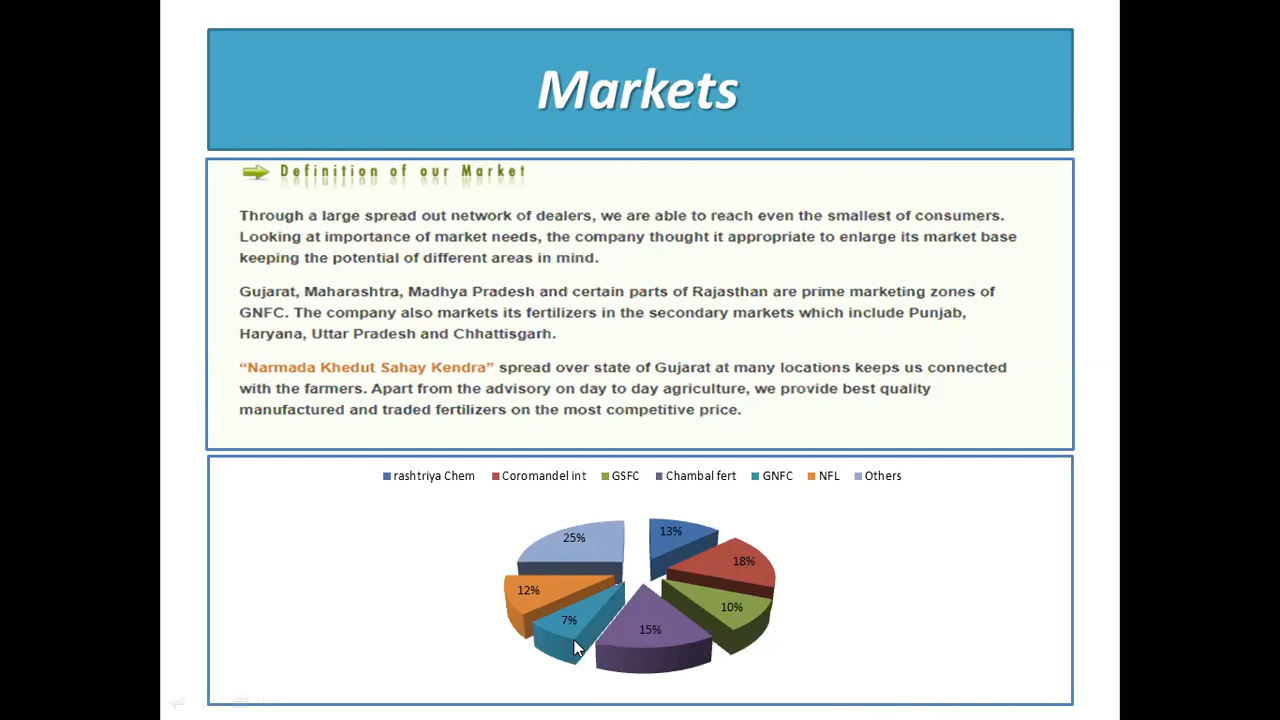 Markets
Definition of our Market
Through a large spread out network of dealers, we are able to reach even the smallest of consumers.
Looking at importance of market needs, the company thought it appropriate to enlarge its market base
keeping the potential of different areas in mind.
Gujarat, Maharashtra, Madhya Pradesh and certain parts of Rajasthan are prime marketing zones of
GNFC. The company also markets its fertilizers in the secondary markets which include Punjab,
Haryana, Uttar Pradesh and Chhattisgarh.
“Narmada Khedut Sahay Kendra” spread over state of Gujarat at many locations keeps us connected
with the farmers. Apart from the advisory on day to day agriculture, we provide best quality
manufactured and traded fertilizers on the most competitive price.
rashtriya Chem Coromandel int GSFC Chambal fert GNFC NFL Others
25% 13%
18%
12%
10%
7%
15%